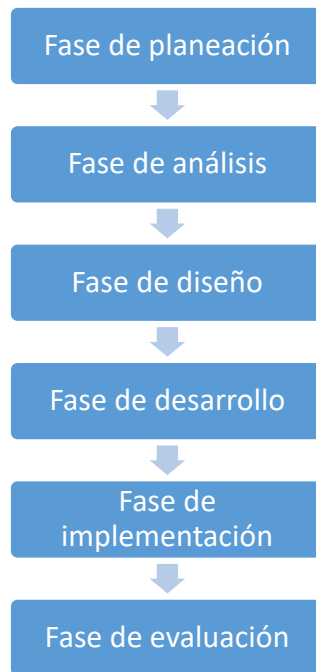 Fase de planeación
Fase de análisis
Fase de diseño
Fase de desarrollo
Fase de
implementación
Fase de evaluación